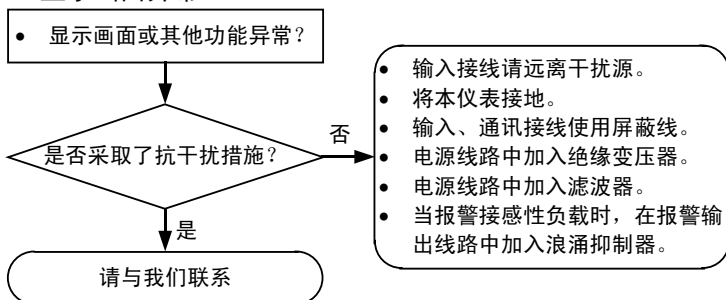 ● 显示画面或其他功能异常？
● 输入接线请远离干扰源。
● 将本仪表接地。
● 输入、通讯接线使用屏蔽线。
● 电源线路中加入绝缘变压器。
● 电源线路中加入滤波器。
● 当报警接感性负载时，在报警输
出线路中加入浪涌抑制器。
是否采取了抗干扰措施？
否
是
请与我们联系